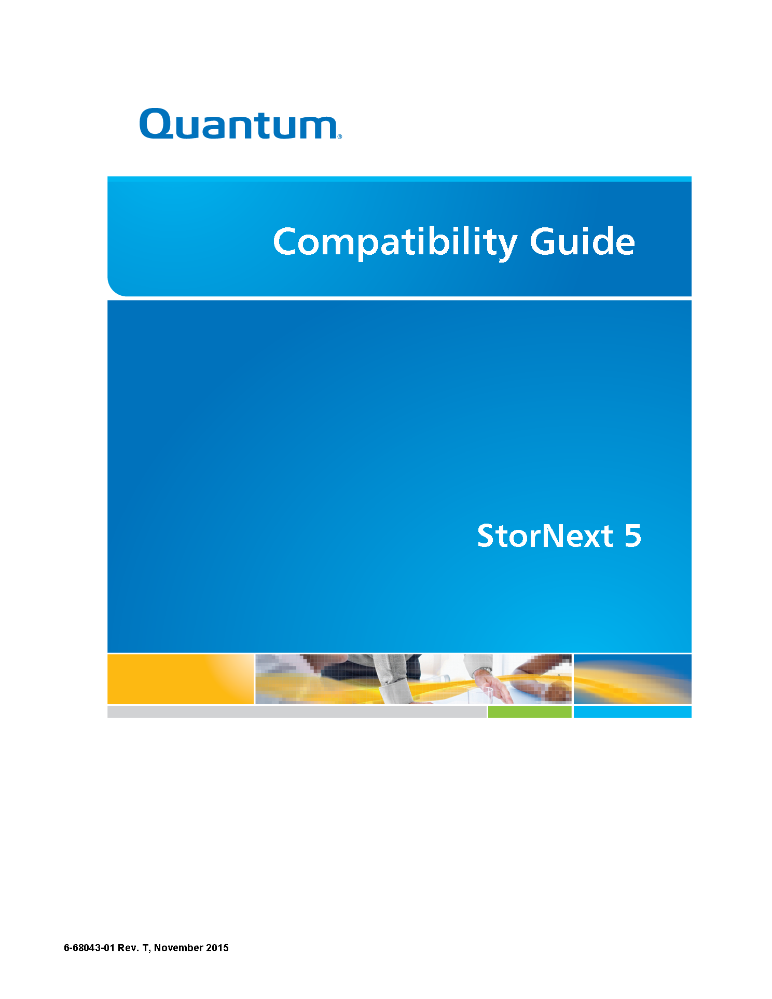 Quantum®
Compatibility Guide
StorNext 5
6-68043-01 Rev. T, November 2015